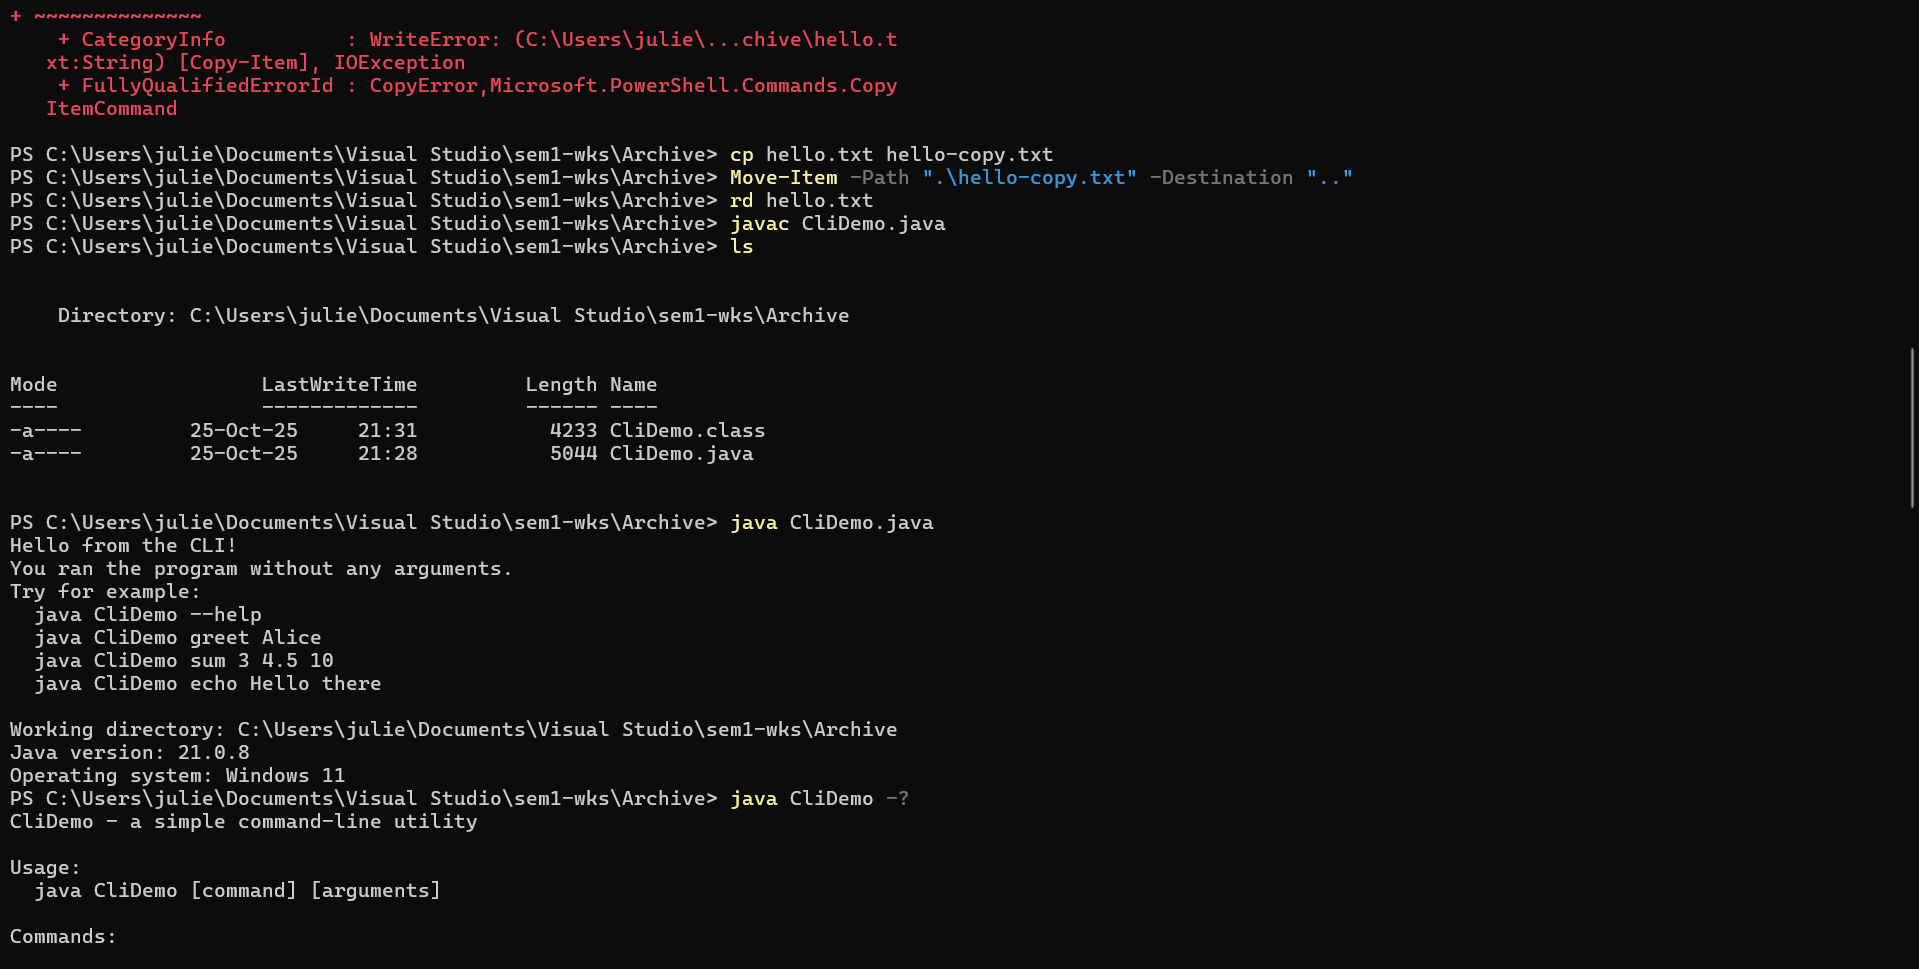 + ~~~~~~~~~~~~~~
    + CategoryInfo          : WriteError: (C:\Users\julie\...chive\hello.t
   xt:String) [Copy-Item], IOException
    + FullyQualifiedErrorId : CopyError,Microsoft.PowerShell.Commands.Copy
   ItemCommand

PS C:\Users\julie\Documents\Visual Studio\sem1-wks\Archive> cp hello.txt hello-copy.txt
PS C:\Users\julie\Documents\Visual Studio\sem1-wks\Archive> Move-Item -Path ".\hello-copy.txt" -Destination ".."
PS C:\Users\julie\Documents\Visual Studio\sem1-wks\Archive> rd hello.txt
PS C:\Users\julie\Documents\Visual Studio\sem1-wks\Archive> javac CliDemo.java
PS C:\Users\julie\Documents\Visual Studio\sem1-wks\Archive> ls

    Directory: C:\Users\julie\Documents\Visual Studio\sem1-wks\Archive

Mode                 LastWriteTime         Length Name
----                 -------------         ------ ----
-a----         25-Oct-25     21:31           4233 CliDemo.class
-a----         25-Oct-25     21:28           5044 CliDemo.java

PS C:\Users\julie\Documents\Visual Studio\sem1-wks\Archive> java CliDemo.java
Hello from the CLI!
You ran the program without any arguments.
Try for example:
  java CliDemo --help
  java CliDemo greet Alice
  java CliDemo sum 3 4.5 10
  java CliDemo echo Hello there

Working directory: C:\Users\julie\Documents\Visual Studio\sem1-wks\Archive
Java version: 21.0.8
Operating system: Windows 11
PS C:\Users\julie\Documents\Visual Studio\sem1-wks\Archive> java CliDemo -?
CliDemo - a simple command-line utility

Usage:
  java CliDemo [command] [arguments]

Commands: